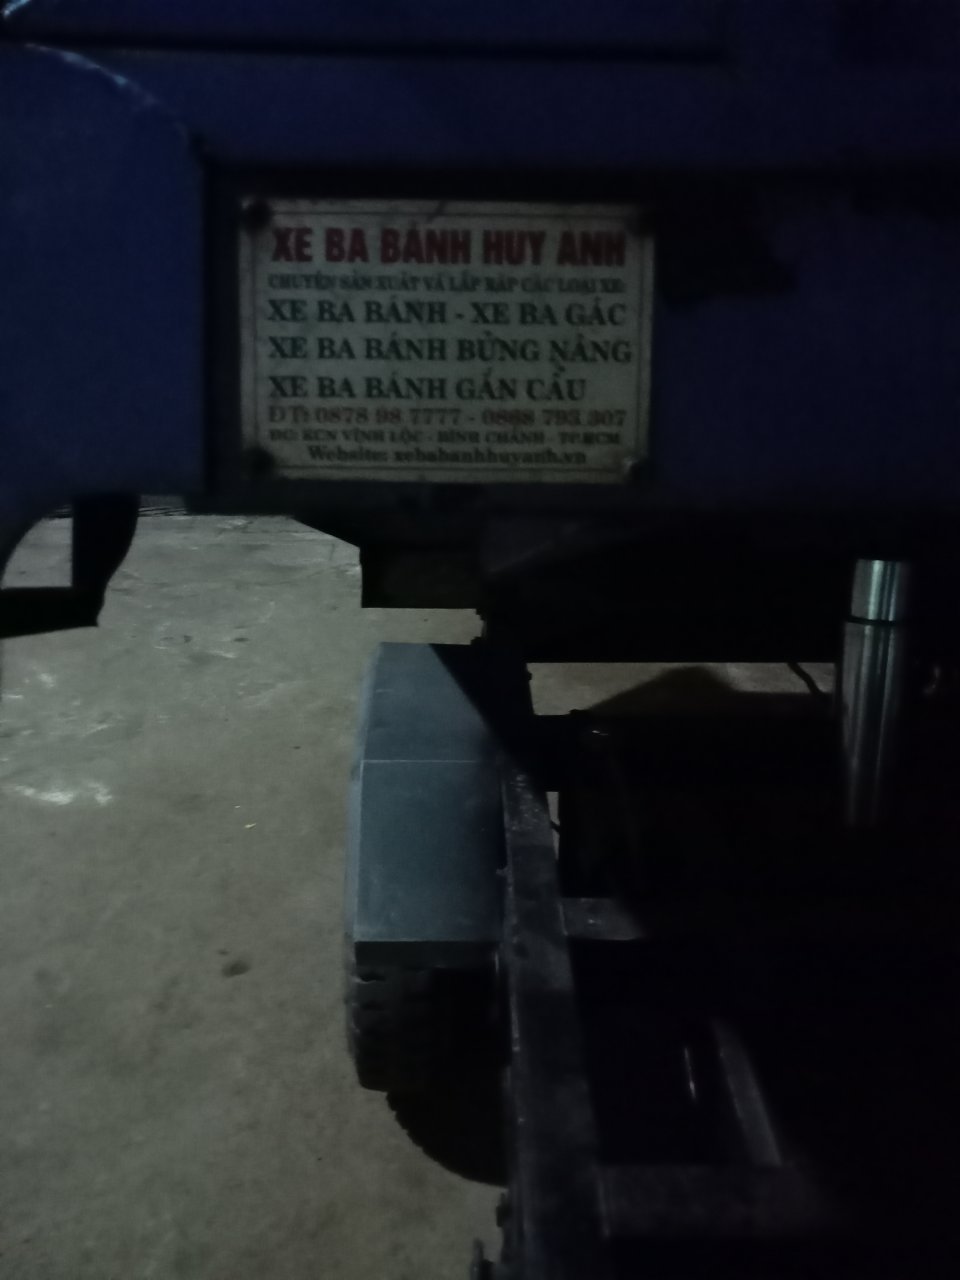 XE BA BÁNH HUY ANH
CHUYÊN SẢN XUẤT VÀ LẮP RÁP CÁC LOẠI XE:
XE BA BÁNH - XE BA GÁC
XE BA BÁNH BỬNG NÂNG
XE BA BÁNH GẮN CẨU
ĐT: 0878 98 7777 - 0868 793 307
ĐC: KCN VĨNH LỘC - BÌNH CHÁNH - TP.HCM
Website: xebabanhhuyanh.vn